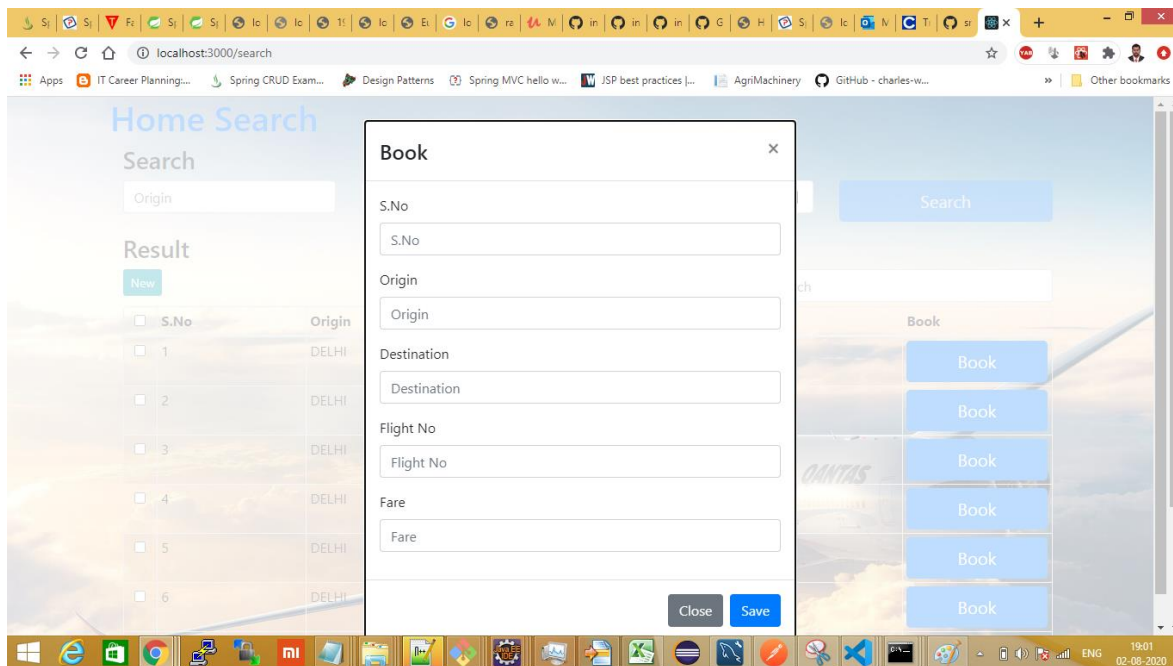 localhost:3000/search
Apps
IT Career Planning:...
Spring CRUD Exam...
Design Patterns
Spring MVC hello w...
JSP best practices |...
AgriMachinery
GitHub - charles-w...
»
Other bookmarks
Home Search
Search
Origin
Search
Result
New
S.No Origin Book
1 DELHI Book
2 DELHI Book
3 DELHI Book
4 DELHI Book
5 DELHI Book
6 DELHI Book
QANTAS
Book
×
S.No
S.No
Origin
Origin
Destination
Destination
Flight No
Flight No
Fare
Fare
Close Save
ENG
19:01
02-08-2020